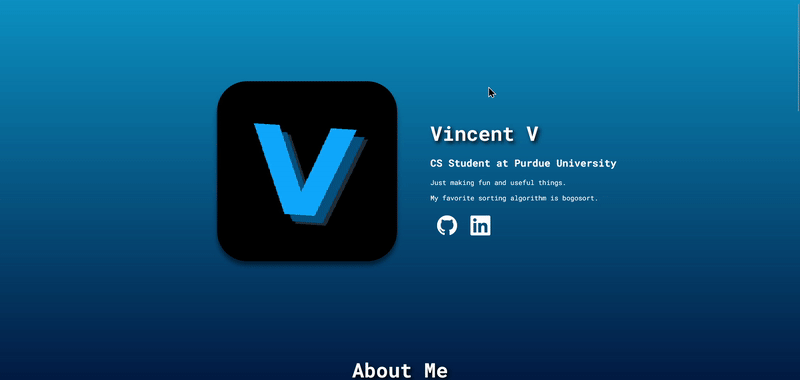 V
Vincent V
CS Student at Purdue University
Just making fun and useful things.
My favorite sorting algorithm is bogosort.
in
About Me